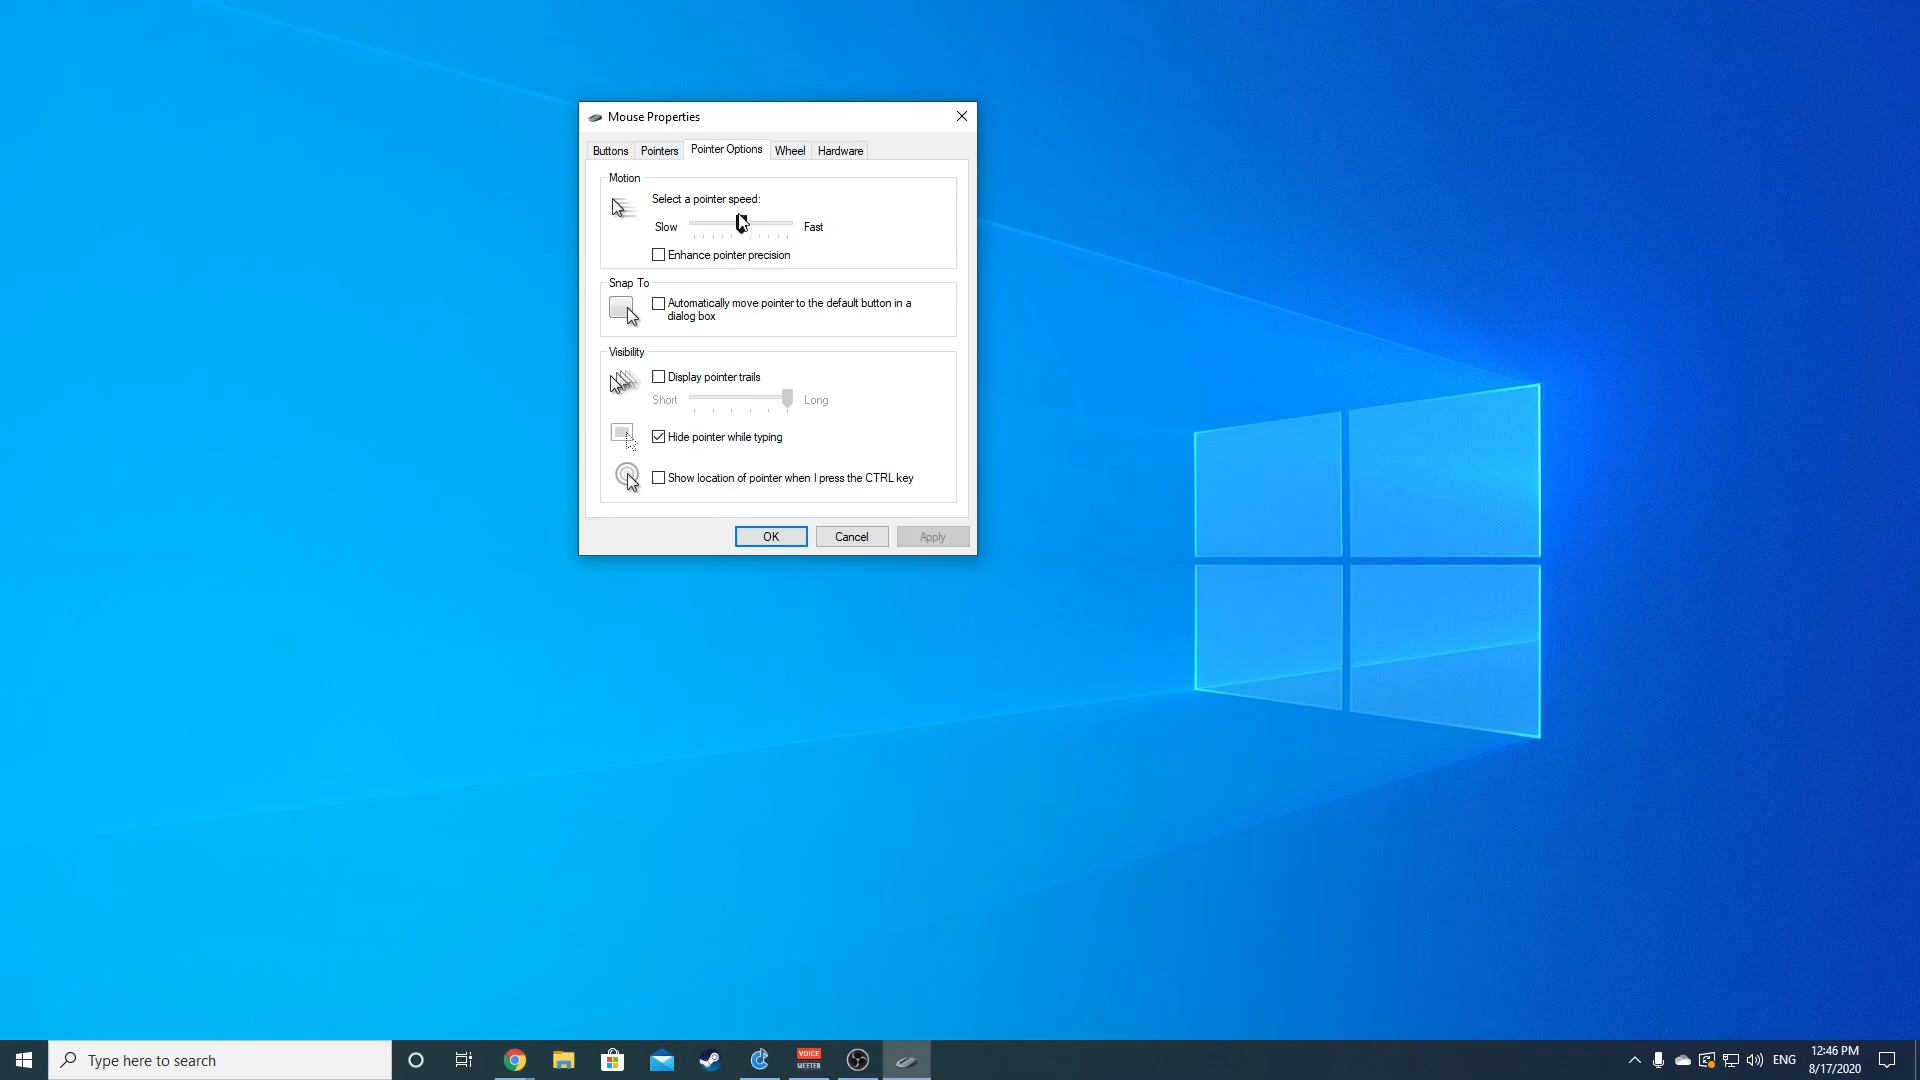 Mouse Properties
Buttons Pointers Pointer Options Wheel Hardware
Motion
Select a pointer speed:
Slow Fast
Enhance pointer precision
Snap To
Automatically move pointer to the default button in a
dialog box
Visibility
Display pointer trails
Short Long
Hide pointer while typing
Show location of pointer when I press the CTRL key
OK Cancel Apply
Type here to search
VOICE
MEETER
ENG
12:46 PM
8/17/2020